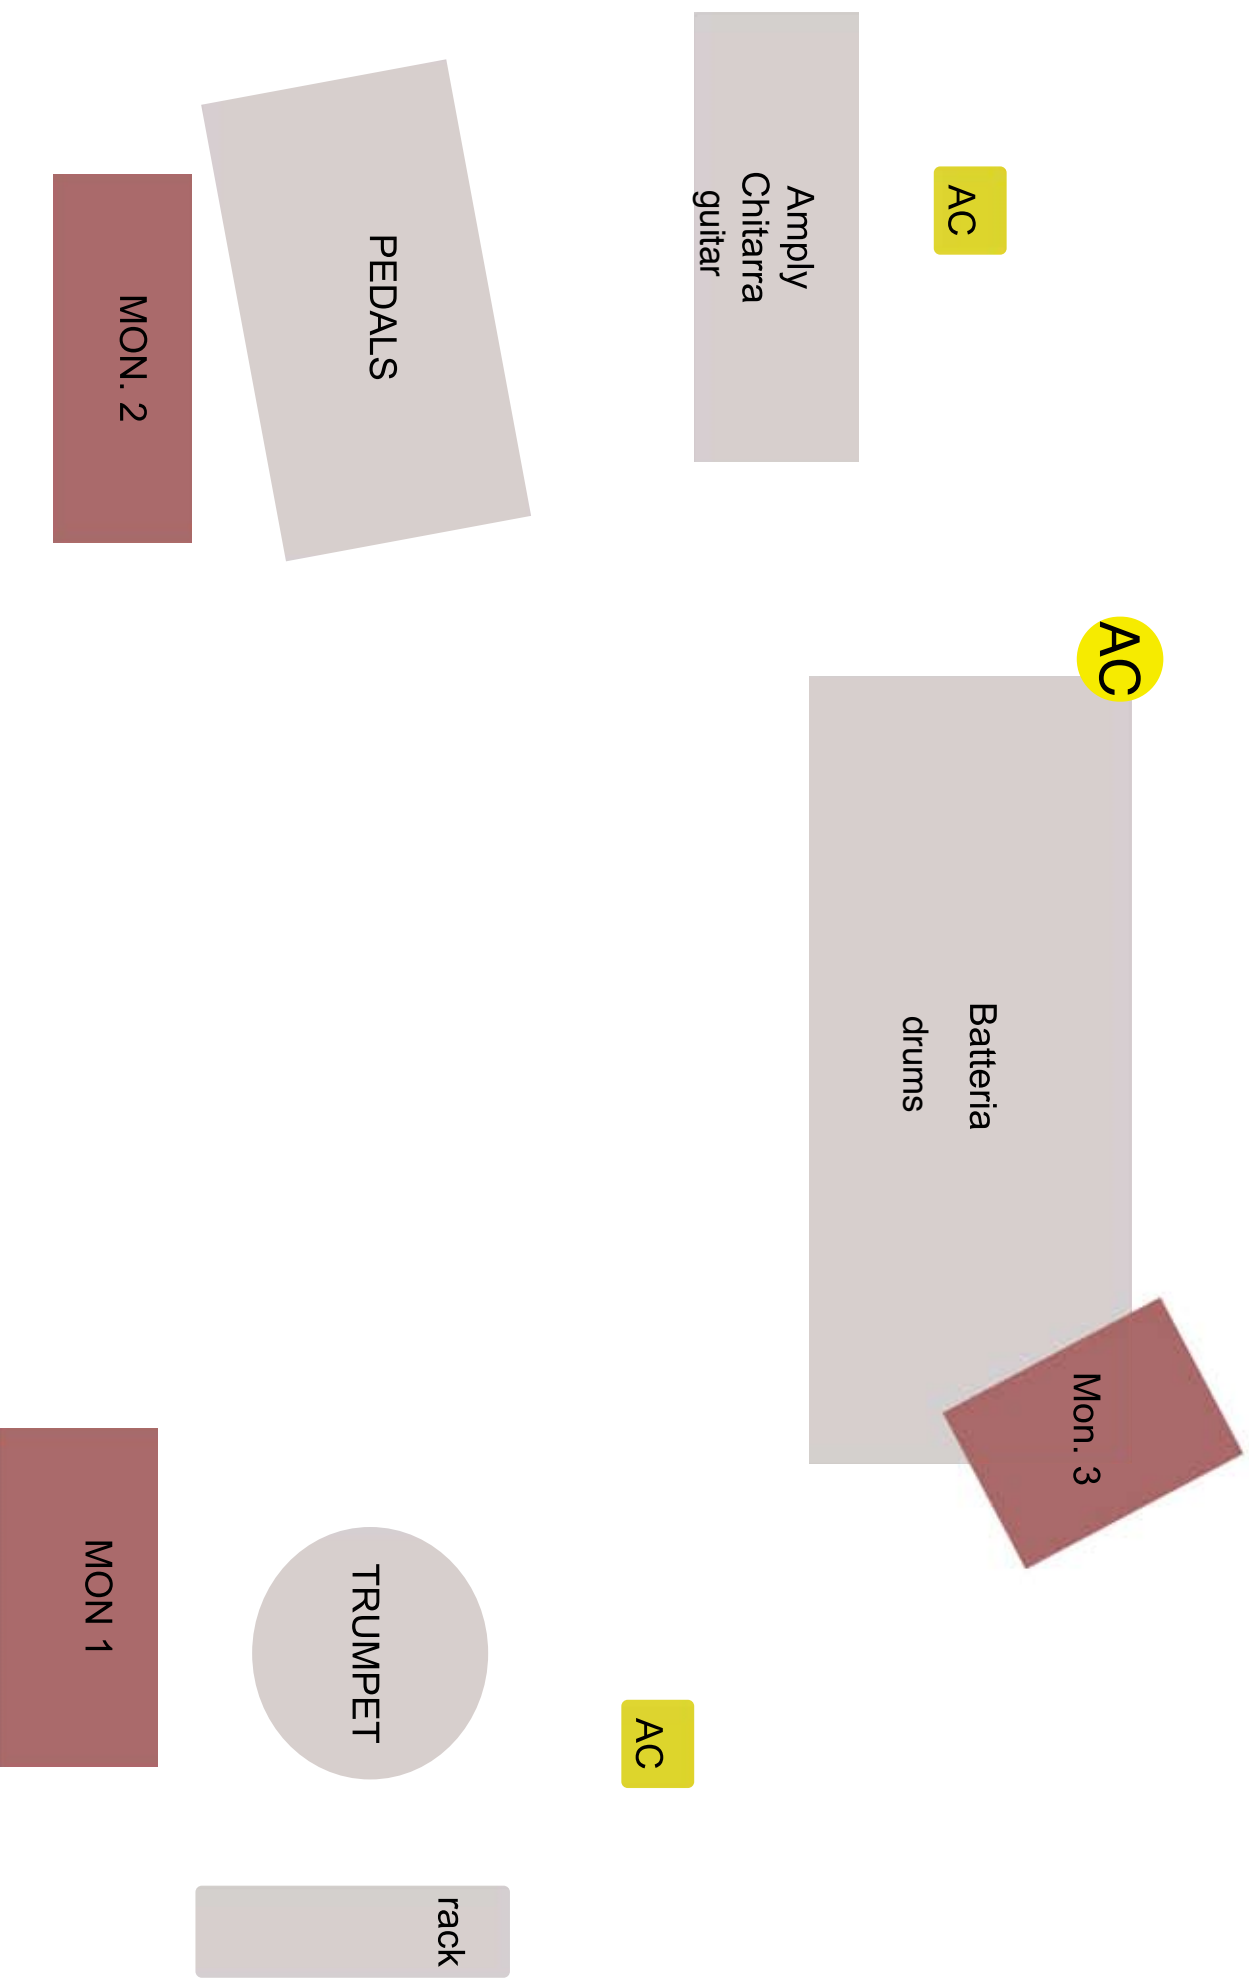 AC
Amply
Chitarra
guitar
PEDALS
MON. 2
AC
Batteria
drums
Mon. 3
AC
TRUMPET
MON 1
rack